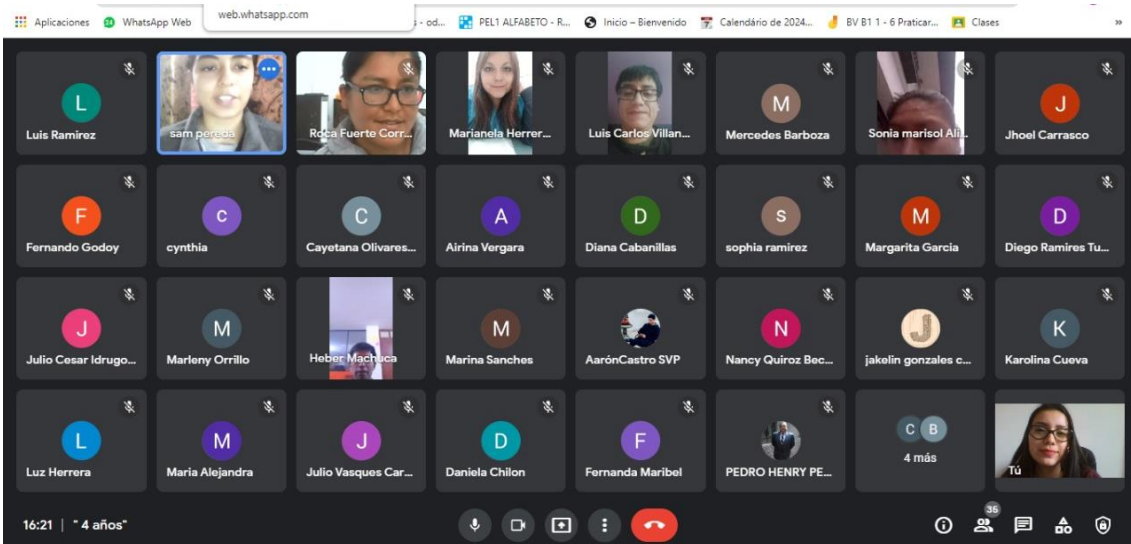 web.whatsapp.com
Aplicaciones WhatsApp Web s - od... PEL1 ALFABETO - R... Inicio – Bienvenido Calendário de 2024... BV B1 1 - 6 Praticar... Clases »
L M J
Luis Ramirez sam pereda Roca Fuerte Corr... Marianela Herrer... Luis Carlos Villan... Mercedes Barboza Sonia marisol Ali... Jhoel Carrasco
F c C A D s M D
Fernando Godoy cynthia Cayetana Olivares... Airina Vergara Diana Cabanillas sophia ramirez Margarita Garcia Diego Ramires Tu...
J M M N J K
Julio Cesar Idrugo... Marleny Orrillo Heber Machuca Marina Sanches AarónCastro SVP Nancy Quiroz Bec... jakelin gonzales c... Karolina Cueva
L M J D F C B
4 más
Luz Herrera Maria Alejandra Julio Vasques Car... Daniela Chilon Fernanda Maribel PEDRO HENRY PE... Tú
16:21 | " 4 años" 35